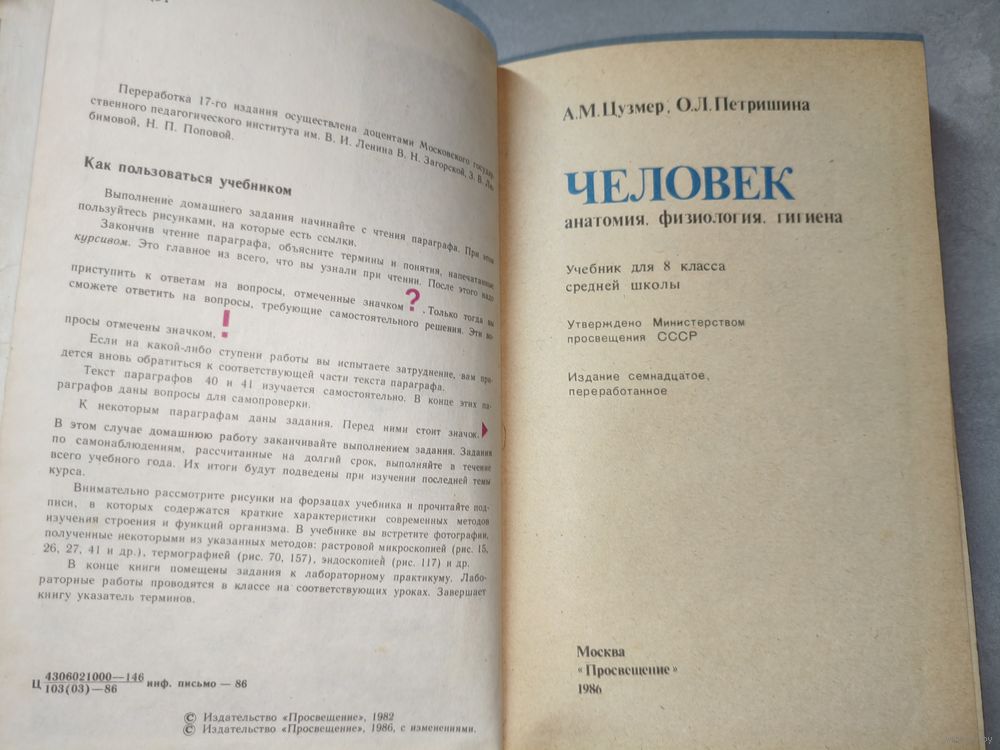 Переработка 17-го издания осуществлена доцентами Московского государ-
ственного педагогического института им. В. И. Ленина В. Н. Загорской, З. В. Лю-
бимовой, Н. П. Поповой.
Как пользоваться учебником
Выполнение домашнего задания начинайте с чтения параграфа. При этом
пользуйтесь рисунками, на которые есть ссылки.
Закончив чтение параграфа, объясните термины и понятия, напечатанные
курсивом. Это главное из всего, что вы узнали при чтении. После этого надо
приступить к ответам на вопросы, отмеченные значком ? . Только тогда вы
сможете ответить на вопросы, требующие самостоятельного решения. Эти во-
просы отмечены значком. !
Если на какой-либо ступени работы вы испытаете затруднение, вам при-
дется вновь обратиться к соответствующей части текста параграфа.
Текст параграфов 40 и 41 изучается самостоятельно. В конце этих па-
раграфов даны вопросы для самопроверки.
К некоторым параграфам даны задания. Перед ними стоит значок.
В этом случае домашнюю работу заканчивайте выполнением задания. Задания
по самонаблюдениям, рассчитанные на долгий срок, выполняйте в течение
всего учебного года. Их итоги будут подведены при изучении последней темы
курса.
Внимательно рассмотрите рисунки на форзацах учебника и прочитайте под-
писи, в которых содержатся краткие характеристики современных методов
изучения строения и функций организма. В учебнике вы встретите фотографии,
полученные некоторыми из указанных методов: растровой микроскопией (рис. 15,
26, 27, 41 и др.), термографией (рис. 70, 157), эндоскопией (рис. 117) и др.
В конце книги помещены задания к лабораторному практикуму. Лабо-
раторные работы проводятся в классе на соответствующих уроках. Завершает
книгу указатель терминов.
Ц 4306021000—146
103(03)—86 инф. письмо — 86
© Издательство «Просвещение», 1982
© Издательство «Просвещение», 1986, с изменениями.
А.М.Цузмер, О.Л.Петришина
ЧЕЛОВЕК
анатомия. физиология. гигиена
Учебник для 8 класса
средней школы
Утверждено Министерством
просвещения СССР
Издание семнадцатое,
переработанное
Москва
«Просвещение»
1986